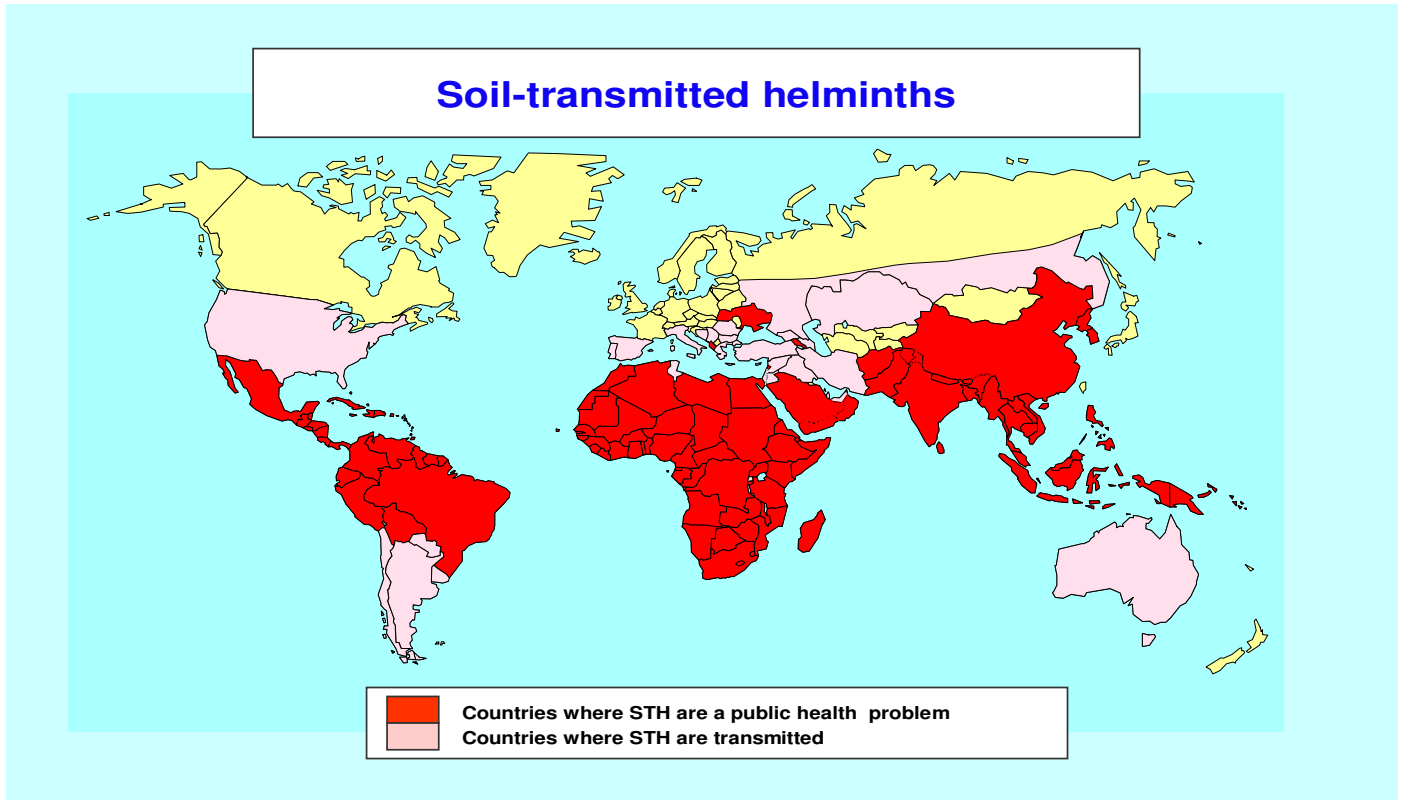 Soil-transmitted helminths
Countries where STH are a public health problem
Countries where STH are transmitted